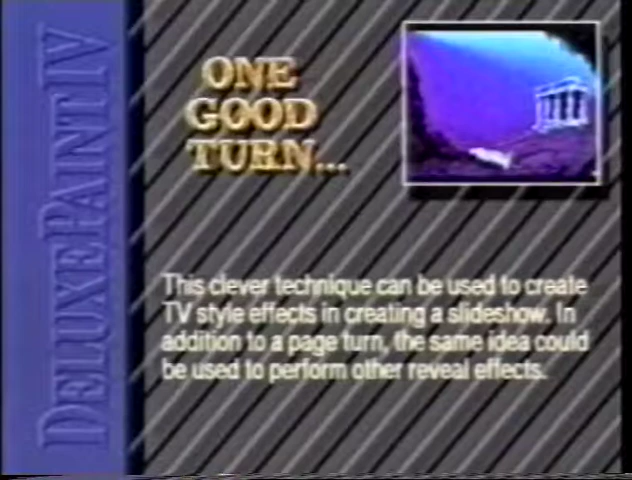 DELUXEPAINT IV
ONE
GOOD
TURN...
This clever technique can be used to create
TV style effects in creating a slideshow. In
addition to a page turn, the same idea could
be used to perform other reveal effects.